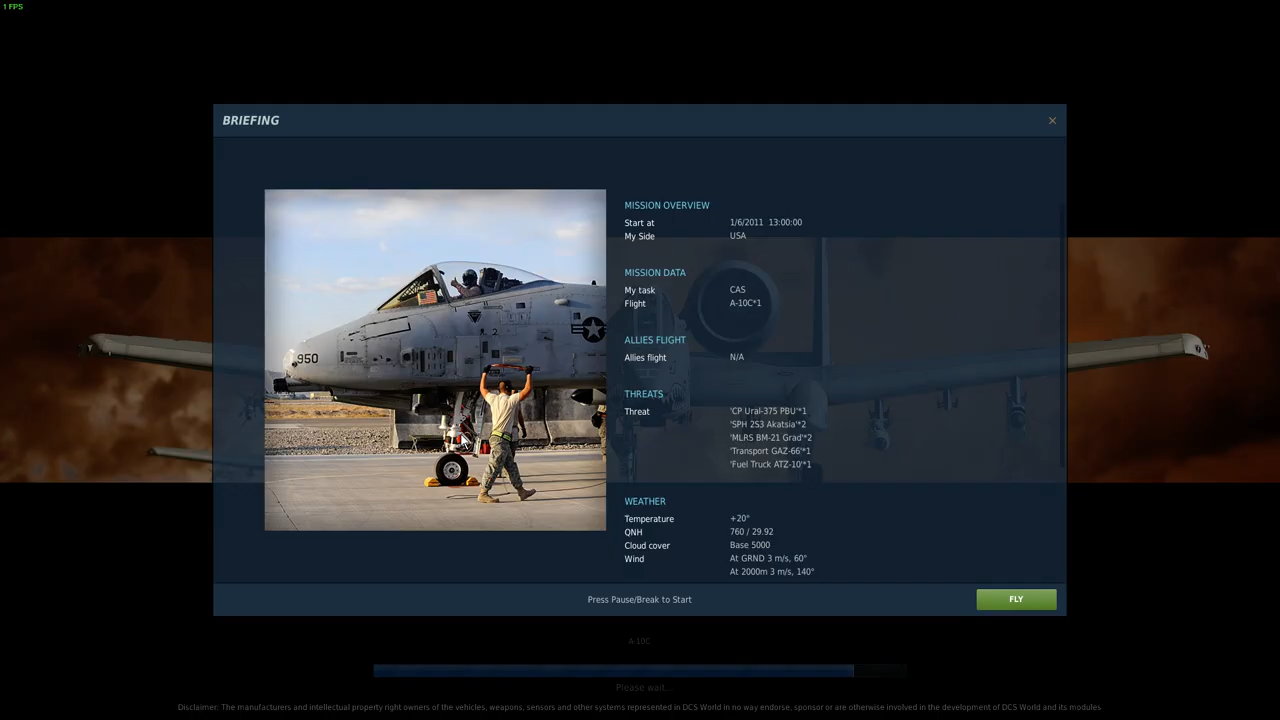 1 FPS
BRIEFING
×
MISSION OVERVIEW
Start at 1/6/2011 13:00:00
My Side USA
MISSION DATA
My task CAS
Flight A-10C*1
ALLIES FLIGHT
Allies flight N/A
THREATS
Threat 'CP Ural-375 PBU'*1
'SPH 2S3 Akatsia'*2
'MLRS BM-21 Grad'*2
'Transport GAZ-66'*1
'Fuel Truck ATZ-10'*1
WEATHER
Temperature +20°
QNH 760 / 29.92
Cloud cover Base 5000
Wind At GRND 3 m/s, 60°
At 2000m 3 m/s, 140°
950
Press Pause/Break to Start
FLY
A-10C
Please wait...
Disclaimer: The manufacturers and intellectual property right owners of the vehicles, weapons, sensors and other systems represented in DCS World in no way endorse, sponsor or are otherwise involved in the development of DCS World and its modules